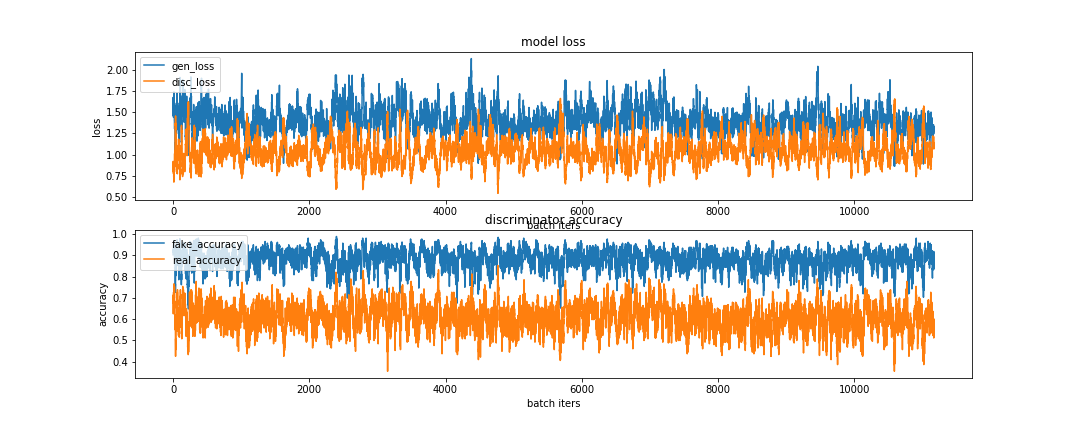 model loss
gen_loss
disc_loss
2.00
1.75
1.50
1.25
1.00
0.75
0.50
loss
0 2000 4000 6000 8000 10000
batch iters
discriminator accuracy
fake_accuracy
real_accuracy
1.0
0.9
0.8
0.7
0.6
0.5
0.4
accuracy
0 2000 4000 6000 8000 10000
batch iters